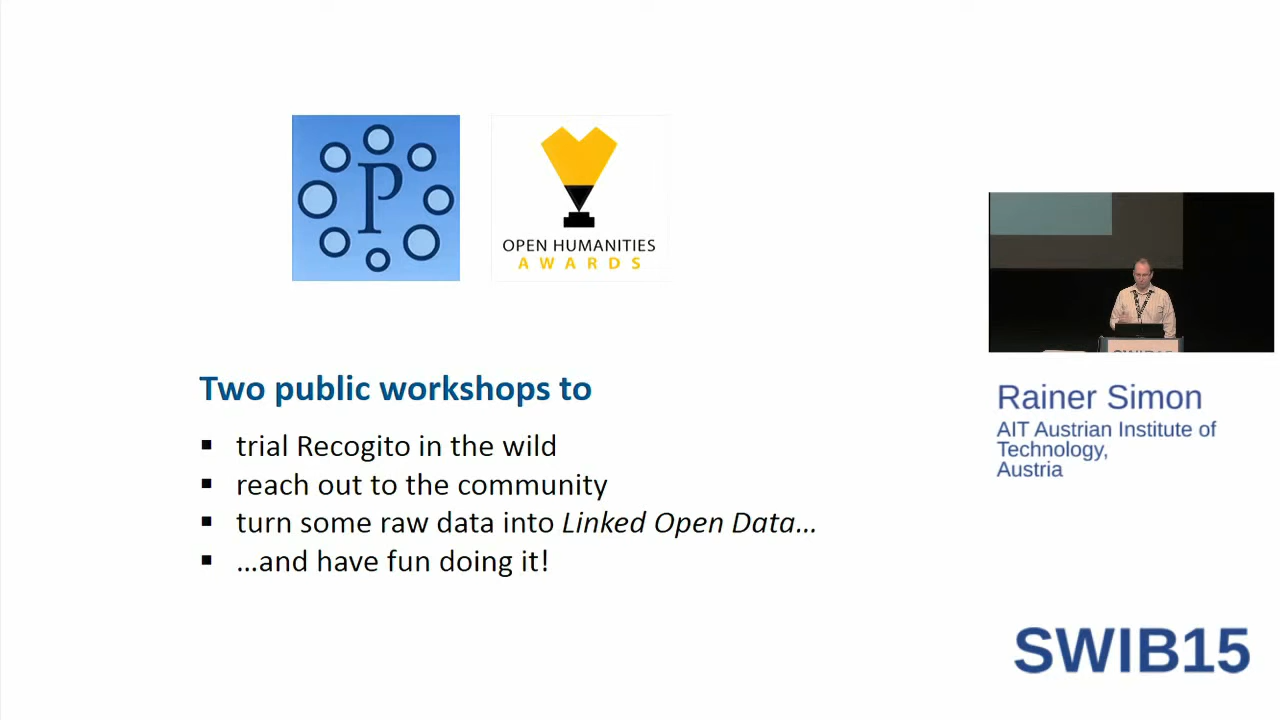 P
OPEN HUMANITIES
AWARDS
Two public workshops to
▪ trial Recogito in the wild
▪ reach out to the community
▪ turn some raw data into Linked Open Data…
▪ …and have fun doing it!
SWIB15
Rainer Simon
AIT Austrian Institute of
Technology,
Austria
SWIB15